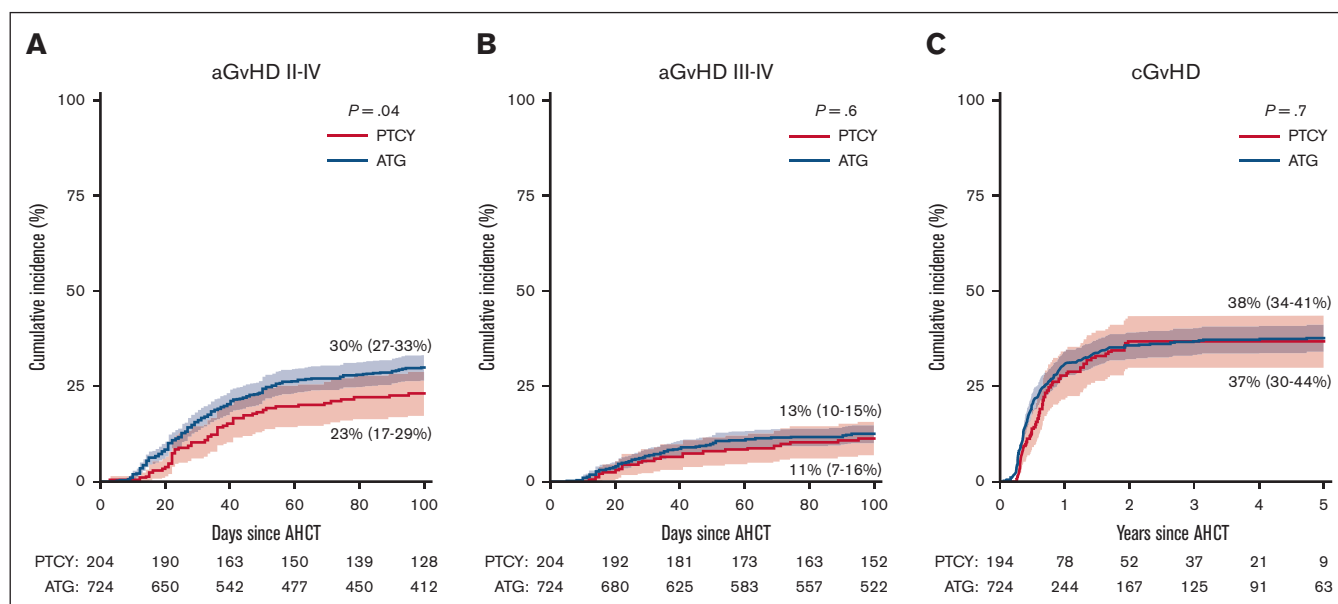 A
aGvHD II-IV
P = .04
PTCY
ATG
Cumulative incidence (%)
100
75
50
25
0
30% (27-33%)
23% (17-29%)
0 20 40 60 80 100
Days since AHCT
PTCY: 204 190 163 150 139 128
ATG: 724 650 542 477 450 412
B
aGvHD III-IV
P = .6
PTCY
ATG
Cumulative incidence (%)
100
75
50
25
0
13% (10-15%)
11% (7-16%)
0 20 40 60 80 100
Days since AHCT
PTCY: 204 192 181 173 163 152
ATG: 724 680 625 583 557 522
C
cGvHD
P = .7
PTCY
ATG
Cumulative incidence (%)
100
75
50
25
0
38% (34-41%)
37% (30-44%)
0 1 2 3 4 5
Years since AHCT
PTCY: 194 78 52 37 21 9
ATG: 724 244 167 125 91 63